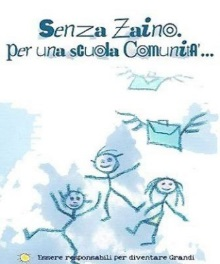 Senza Zaino.
per una scuola Comunità...
Essere responsabili per diventare Grandi